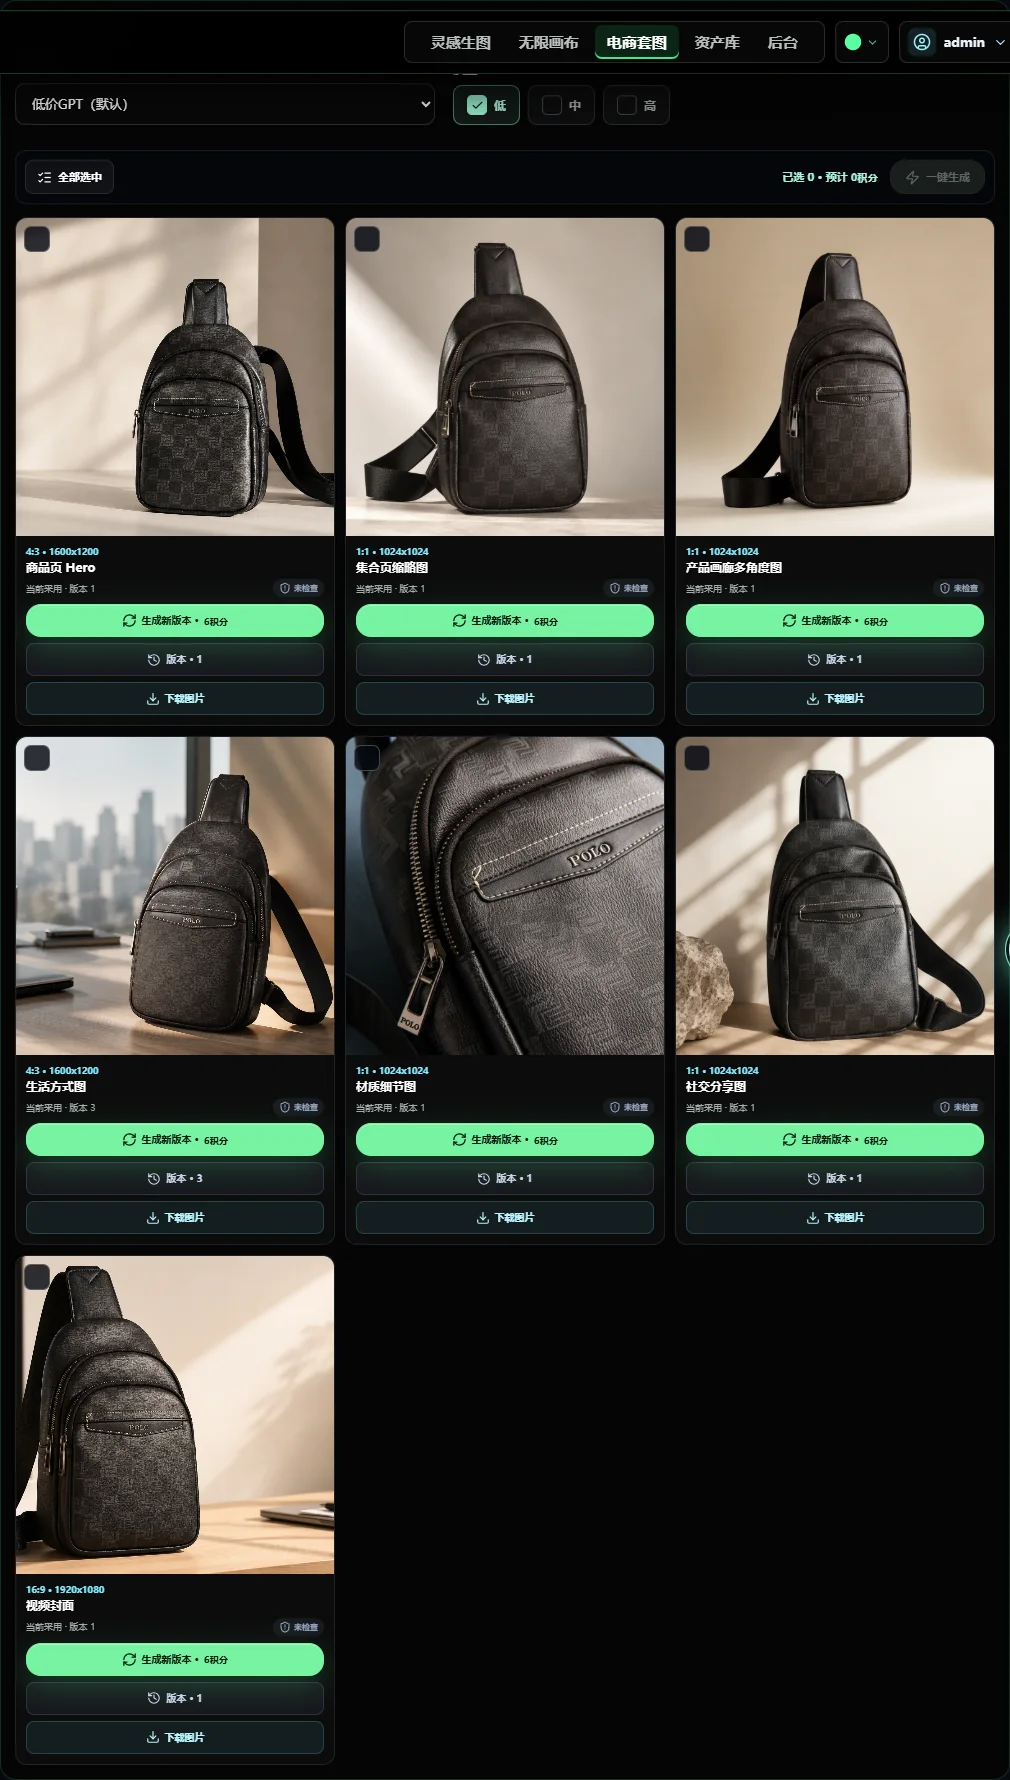 灵感生图 无限画布 电商套图 资产库 后台 admin
低价GPT（默认） 低 中 高
全部选中 已选 0 • 预计 0积分 一键生成
POLO
POLO
POLO
4:3 • 1600x1200
商品页 Hero
当前采用 · 版本 1 未检查
生成新版本 • 6积分
版本 • 1
下载图片
1:1 • 1024x1024
集合页缩略图
当前采用 · 版本 1 未检查
生成新版本 • 6积分
版本 • 1
下载图片
1:1 • 1024x1024
产品画廊多角度图
当前采用 · 版本 1 未检查
生成新版本 • 6积分
版本 • 1
下载图片
POLO
POLO
POLO
POLO
4:3 • 1600x1200
生活方式图
当前采用 · 版本 3 未检查
生成新版本 • 6积分
版本 • 3
下载图片
1:1 • 1024x1024
材质细节图
当前采用 · 版本 1 未检查
生成新版本 • 6积分
版本 • 1
下载图片
1:1 • 1024x1024
社交分享图
当前采用 · 版本 1 未检查
生成新版本 • 6积分
版本 • 1
下载图片
POLO
16:9 • 1920x1080
视频封面
当前采用 · 版本 1 未检查
生成新版本 • 6积分
版本 • 1
下载图片